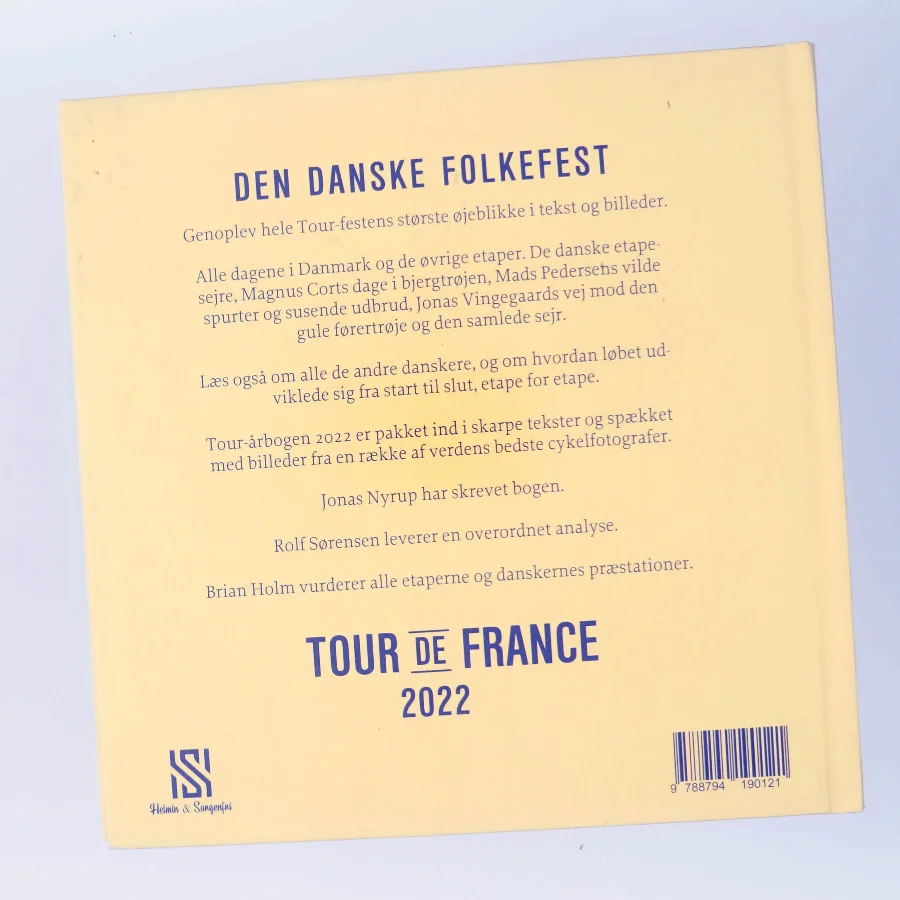 DEN DANSKE FOLKEFEST
Genoplev hele Tour-festens største øjeblikke i tekst og billeder.
Alle dagene i Danmark og de øvrige etaper. De danske etape-
sejre, Magnus Corts dage i bjergtrøjen, Mads Pedersens vilde
spurter og susende udbrud, Jonas Vingegaards vej mod den
gule førertrøje og den samlede sejr.
Læs også om alle de andre danskere, og om hvordan løbet ud-
viklede sig fra start til slut, etape for etape.
Tour-årbogen 2022 er pakket ind i skarpe tekster og spækket
med billeder fra en række af verdens bedste cykelfotografer.
Jonas Nyrup har skrevet bogen.
Rolf Sørensen leverer en overordnet analyse.
Brian Holm vurderer alle etaperne og danskernes præstationer.
TOUR DE FRANCE
2022
Heimin & Sorgenfri
9 788794 190121